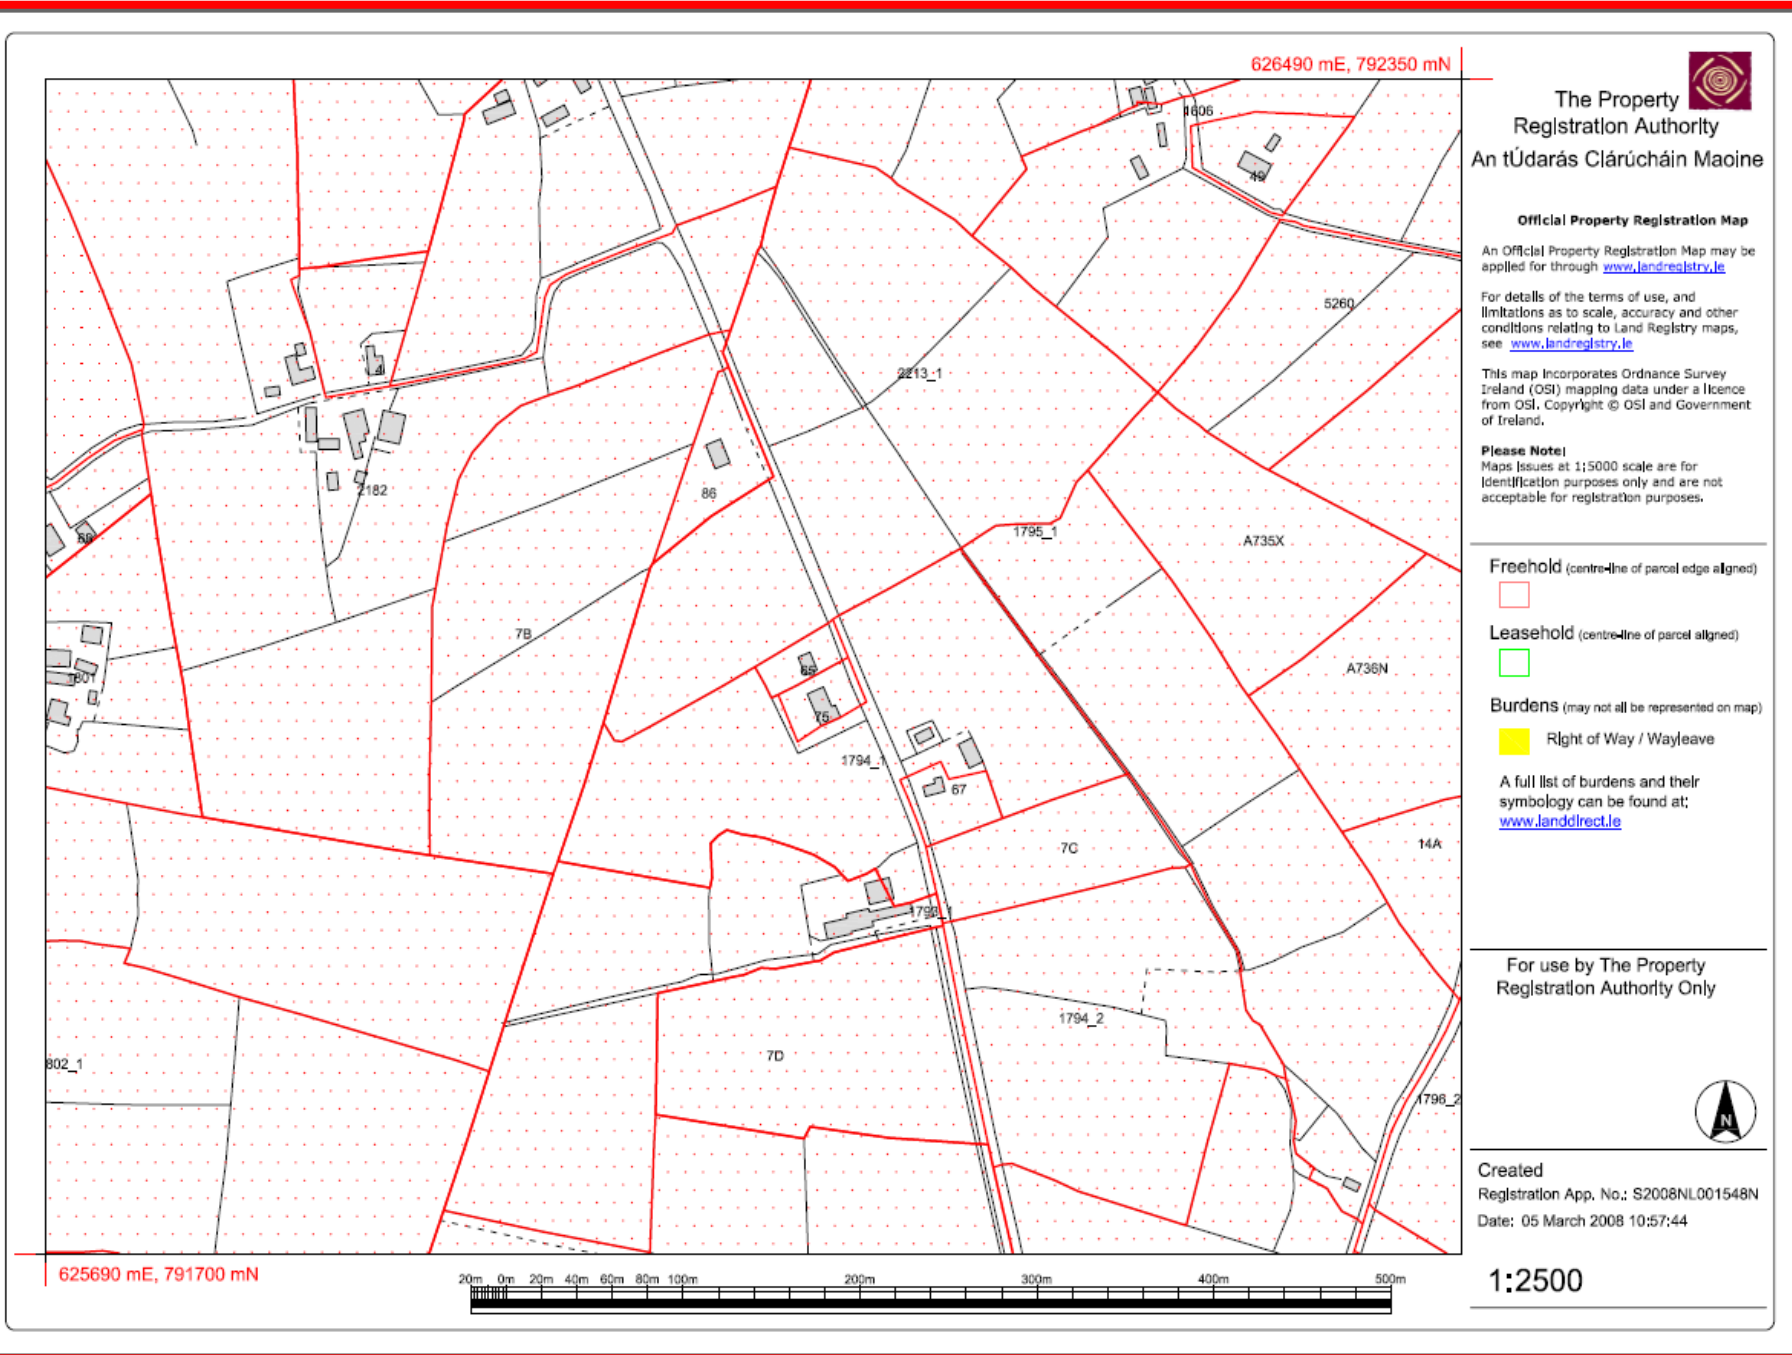 626490 mE, 792350 mN
The Property
Registration Authority
An tÚdarás Clárúcháin Maoine
Official Property Registration Map
An Official Property Registration Map may be
applied for through www.landregistry.ie
For details of the terms of use, and
limitations as to scale, accuracy and other
conditions relating to Land Registry maps,
see www.landregistry.ie
This map incorporates Ordnance Survey
Ireland (OSi) mapping data under a licence
from OSi. Copyright © OSi and Government
of Ireland.
Please Note:
Maps issues at 1:5000 scale are for
identification purposes only and are not
acceptable for registration purposes.
Freehold (centre-line of parcel edge aligned)
Leasehold (centre-line of parcel aligned)
Burdens (may not all be represented on map)
Right of Way / Wayleave
A full list of burdens and their
symbology can be found at:
www.landdirect.ie
For use by The Property
Registration Authority Only
N
Created
Registration App. No.: S2008NL001548N
Date: 05 March 2008 10:57:44
1:2500
1606
49
5260
2213_1
4
2182
86
68
1795_1
A735X
7B
65
A736N
1801
75
1794_1
67
7C
14A
1793_1
1794_2
7D
802_1
1796_2
625690 mE, 791700 mN
20m 0m 20m 40m 60m 80m 100m 200m 300m 400m 500m